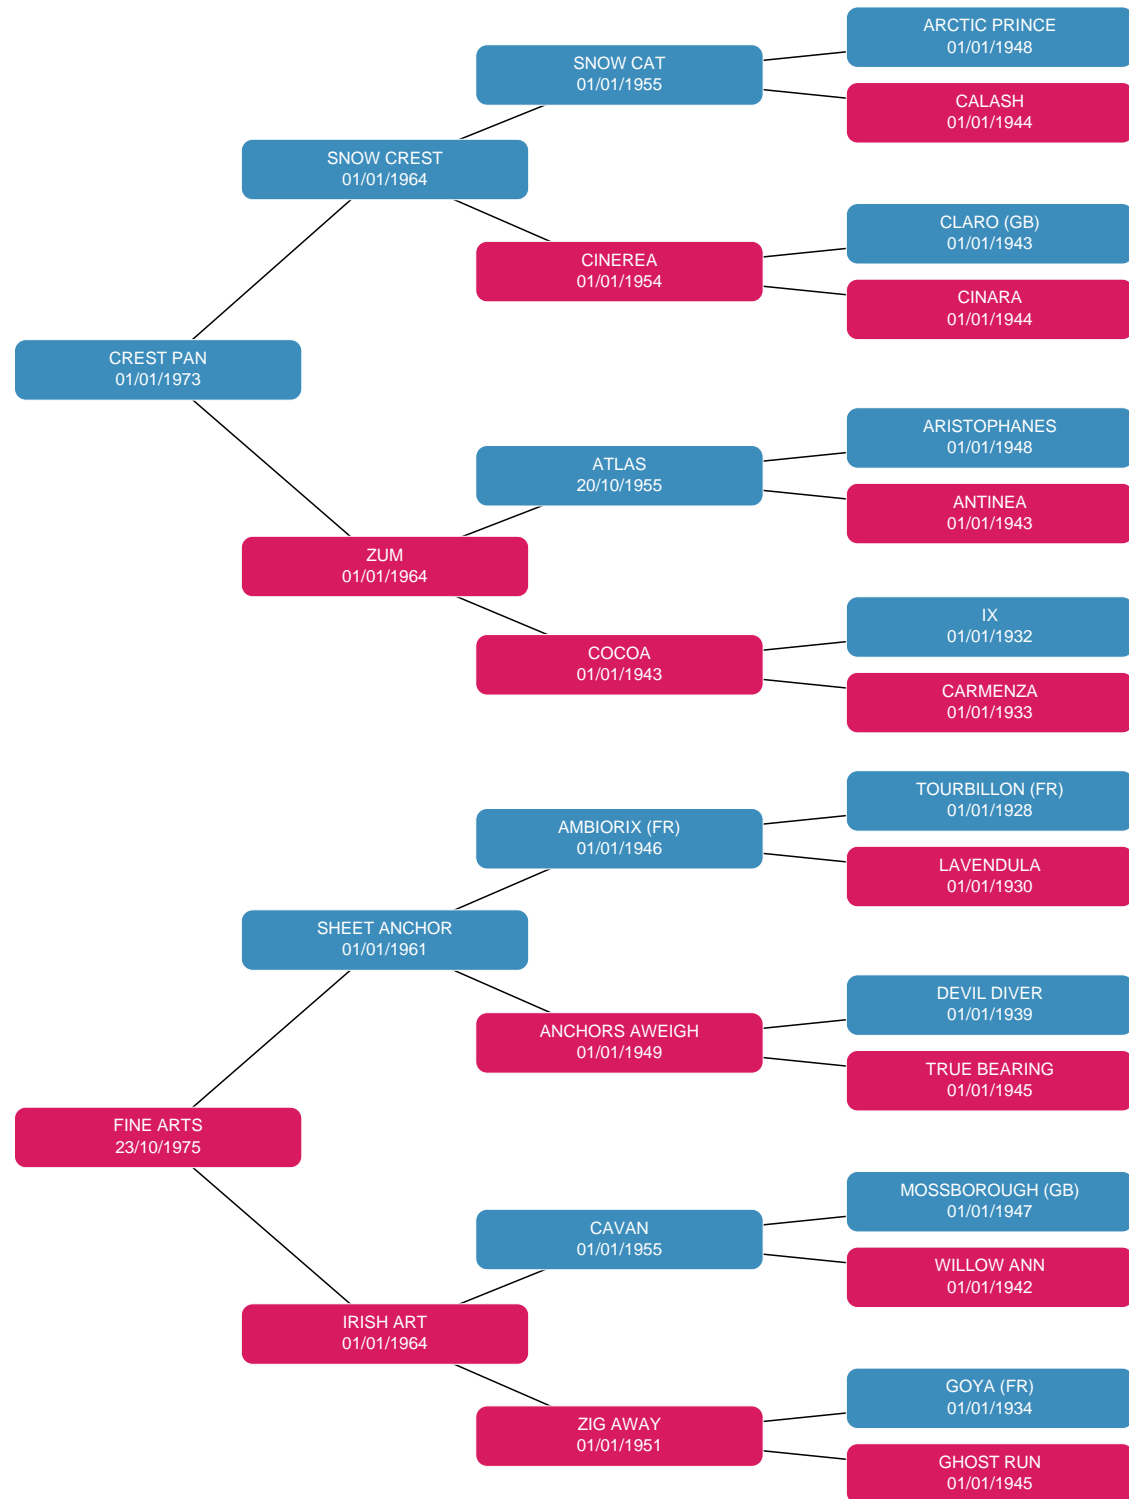 ARCTIC PRINCE
01/01/1948
SNOW CAT
01/01/1955
CALASH
01/01/1944
SNOW CREST
01/01/1964
CLARO (GB)
01/01/1943
CINEREA
01/01/1954
CINARA
01/01/1944
CREST PAN
01/01/1973
ARISTOPHANES
01/01/1948
ATLAS
20/10/1955
ANTINEA
01/01/1943
ZUM
01/01/1964
IX
01/01/1932
COCOA
01/01/1943
CARMENZA
01/01/1933
TOURBILLON (FR)
01/01/1928
AMBIORIX (FR)
01/01/1946
LAVENDULA
01/01/1930
SHEET ANCHOR
01/01/1961
DEVIL DIVER
01/01/1939
ANCHORS AWEIGH
01/01/1949
TRUE BEARING
01/01/1945
FINE ARTS
23/10/1975
MOSSBOROUGH (GB)
01/01/1947
CAVAN
01/01/1955
WILLOW ANN
01/01/1942
IRISH ART
01/01/1964
GOYA (FR)
01/01/1934
ZIG AWAY
01/01/1951
GHOST RUN
01/01/1945